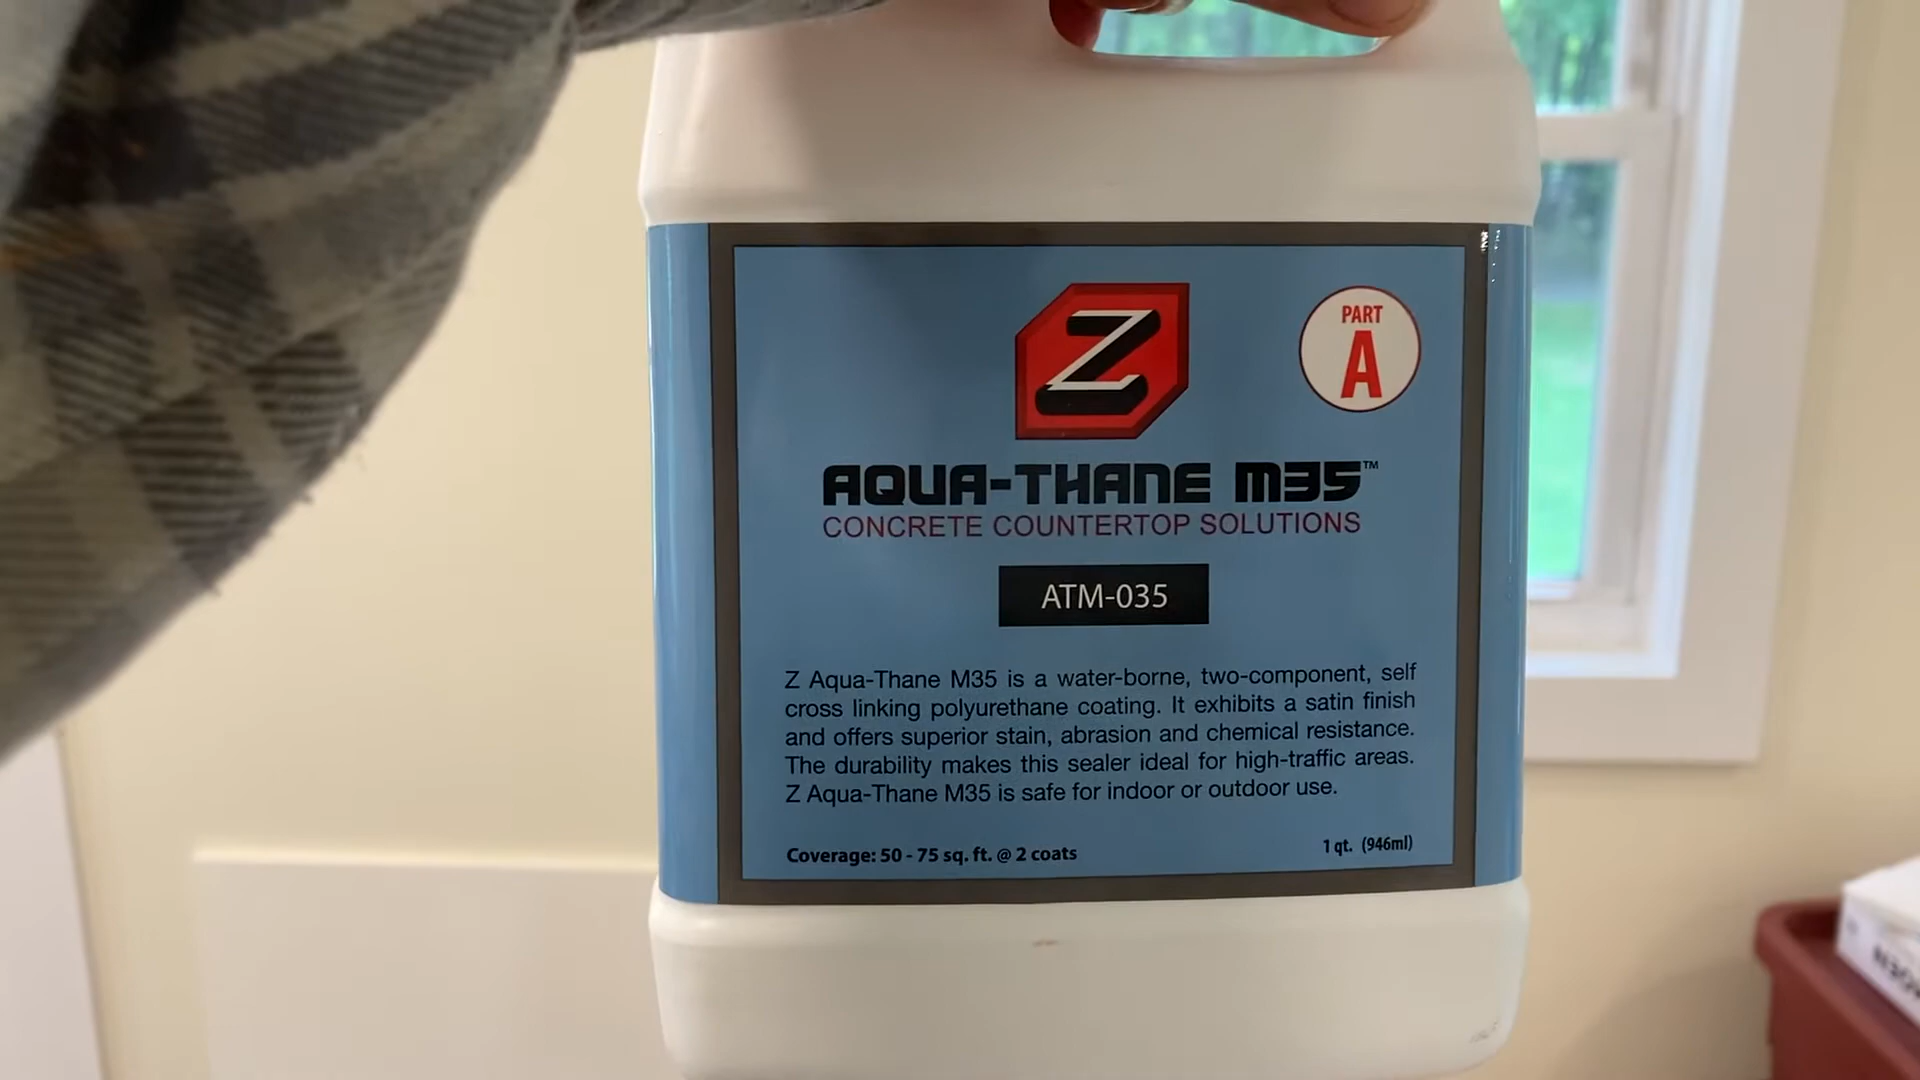 Z
PART
A
AQUA-THANE M35™
CONCRETE COUNTERTOP SOLUTIONS
ATM-035
Z Aqua-Thane M35 is a water-borne, two-component, self
cross linking polyurethane coating. It exhibits a satin finish
and offers superior stain, abrasion and chemical resistance.
The durability makes this sealer ideal for high-traffic areas.
Z Aqua-Thane M35 is safe for indoor or outdoor use.
Coverage: 50 - 75 sq. ft. @ 2 coats
1 qt. (946ml)